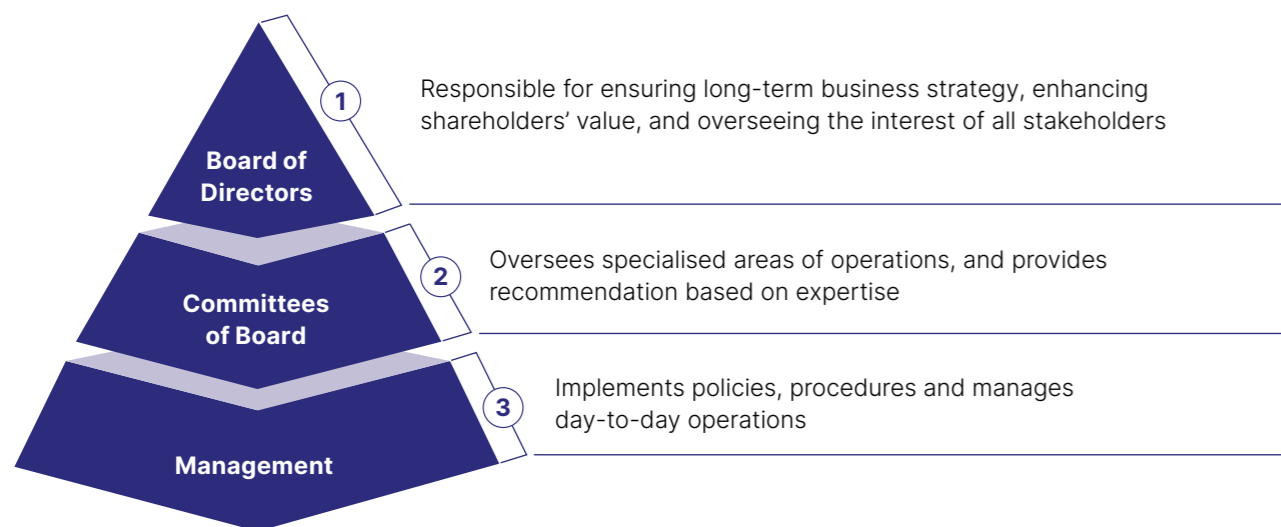 1
Responsible for ensuring long-term business strategy, enhancing
shareholders’ value, and overseeing the interest of all stakeholders
Board of
Directors
2
Oversees specialised areas of operations, and provides
recommendation based on expertise
Committees
of Board
3
Implements policies, procedures and manages
day-to-day operations
Management